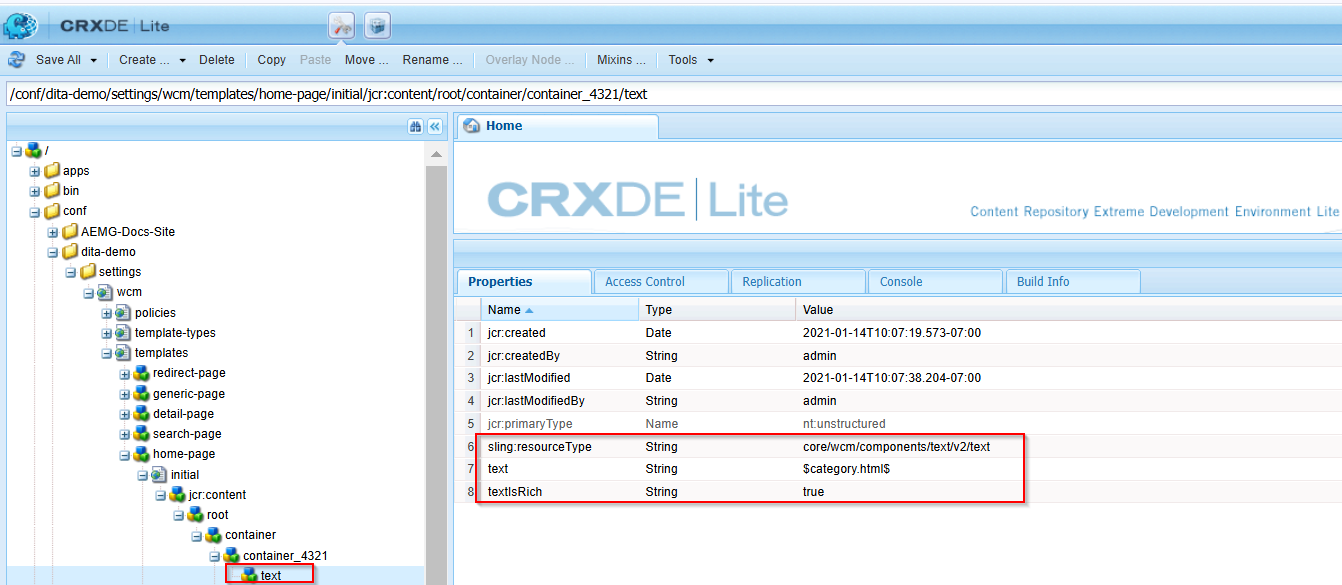 CRXDE | Lite
Save All Create ... Delete Copy Paste Move ... Rename ... Overlay Node ... Mixins ... Tools
/conf/dita-demo/settings/wcm/templates/home-page/initial/jcr:content/root/container/container_4321/text
/
apps
bin
conf
AEMG-Docs-Site
dita-demo
settings
wcm
policies
template-types
templates
redirect-page
generic-page
detail-page
search-page
home-page
initial
jcr:content
root
container
container_4321
text
Home
CRXDE | Lite
Content Repository Extreme Development Environment Lite
Properties Access Control Replication Console Build Info
Name Type Value
1 jcr:created Date 2021-01-14T10:07:19.573-07:00
2 jcr:createdBy String admin
3 jcr:lastModified Date 2021-01-14T10:07:38.204-07:00
4 jcr:lastModifiedBy String admin
5 jcr:primaryType Name nt:unstructured
6 sling:resourceType String core/wcm/components/text/v2/text
7 text String $category.html$
8 textIsRich String true